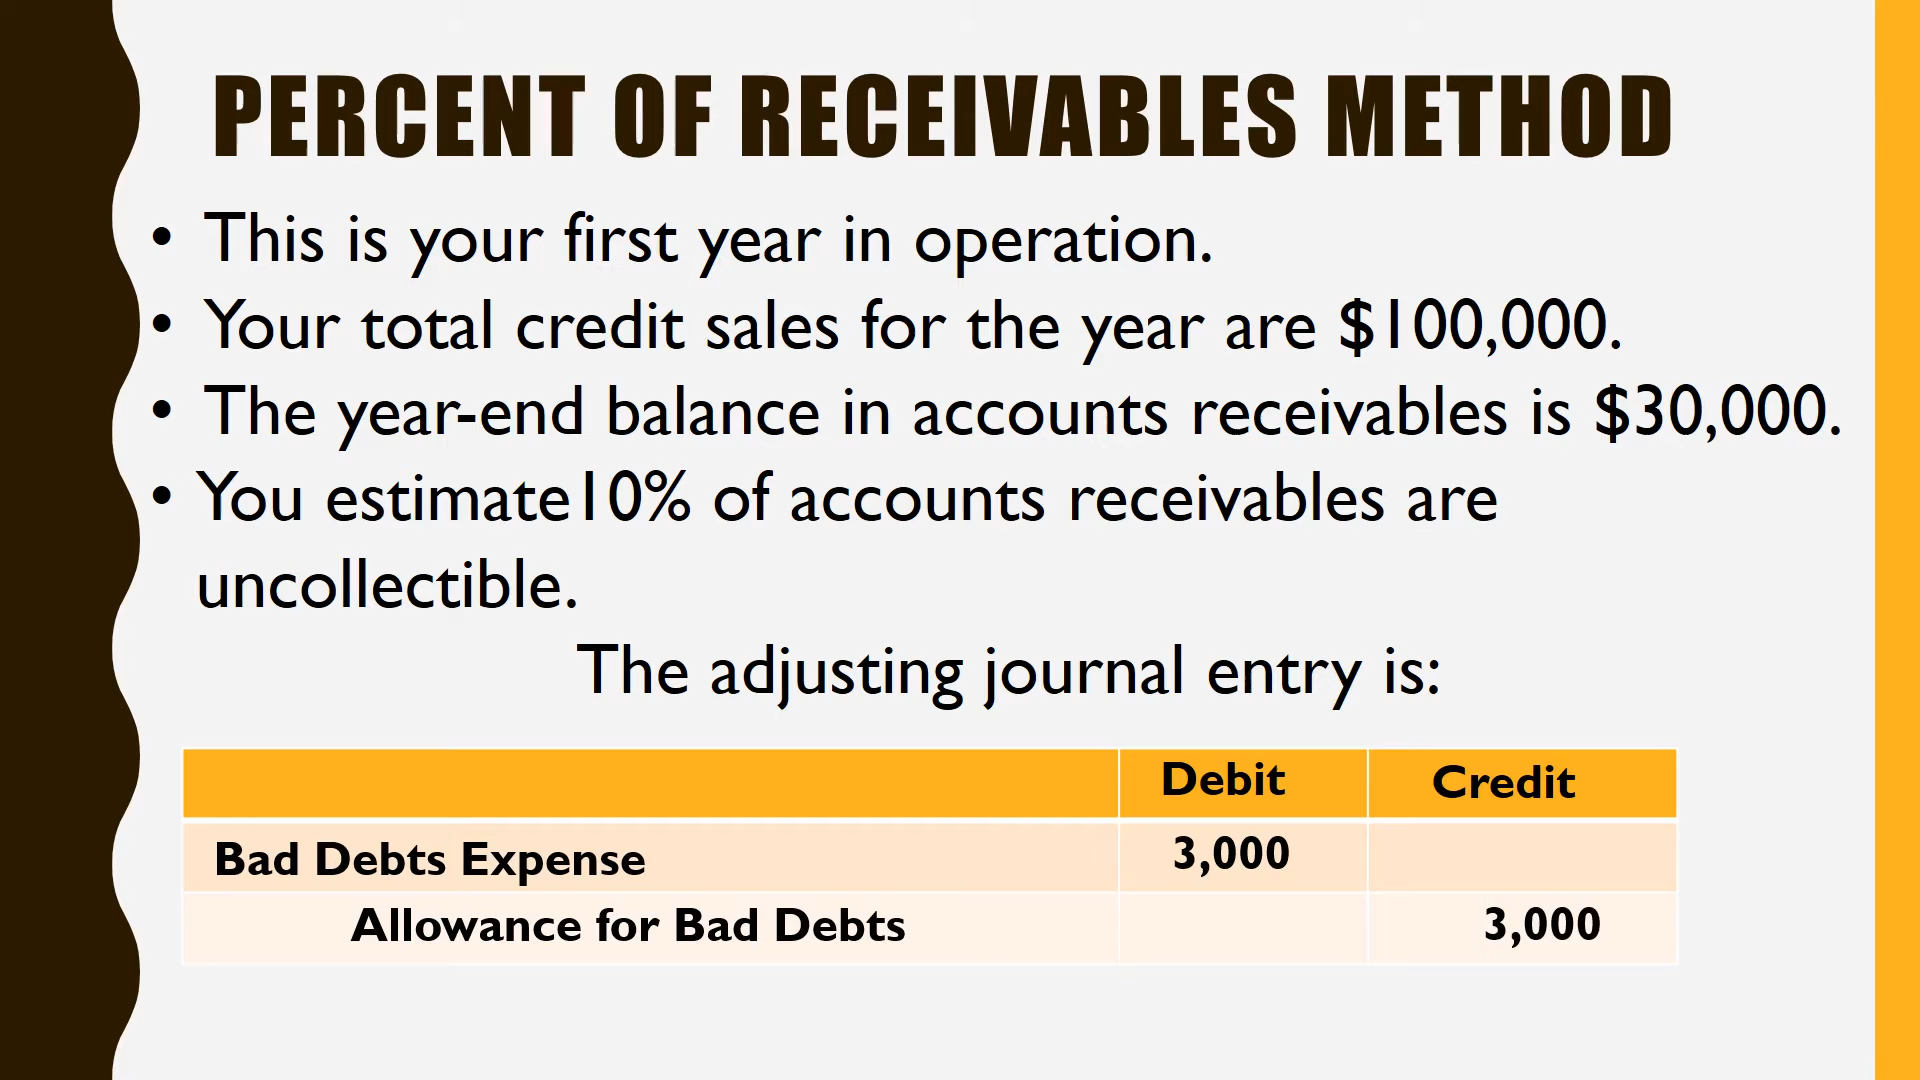 PERCENT OF RECEIVABLES METHOD
• This is your first year in operation.
• Your total credit sales for the year are $100,000.
• The year-end balance in accounts receivables is $30,000.
• You estimate10% of accounts receivables are
uncollectible.
The adjusting journal entry is:
Debit Credit
Bad Debts Expense 3,000
Allowance for Bad Debts 3,000